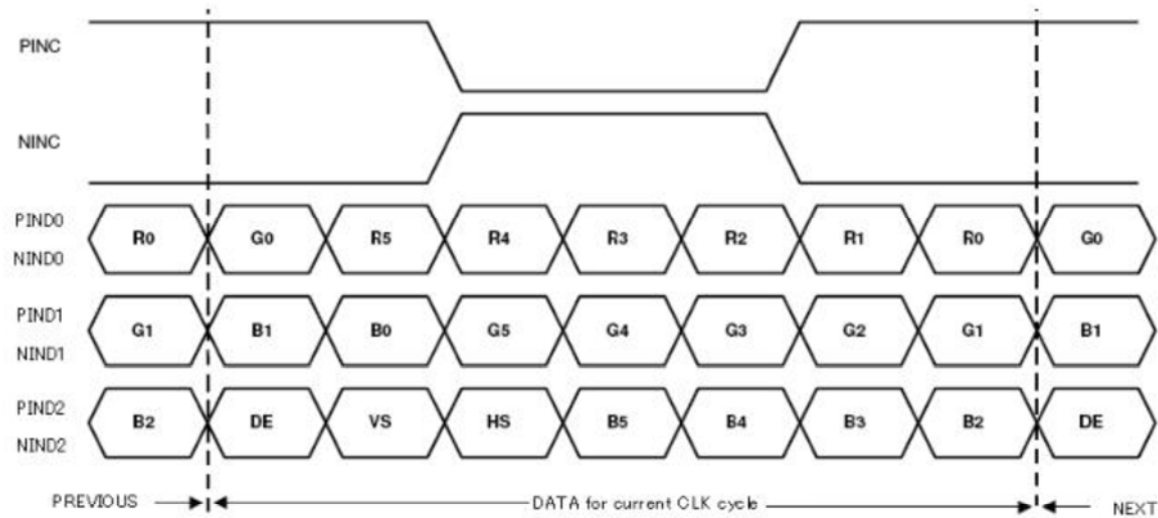 PINC
NINC
PIND0
R0 G0 R5 R4 R3 R2 R1 R0 G0
NIND0
PIND1
G1 B1 B0 G5 G4 G3 G2 G1 B1
NIND1
PIND2
B2 DE VS HS B5 B4 B3 B2 DE
NIND2
PREVIOUS DATA for current CLK cycle NEXT